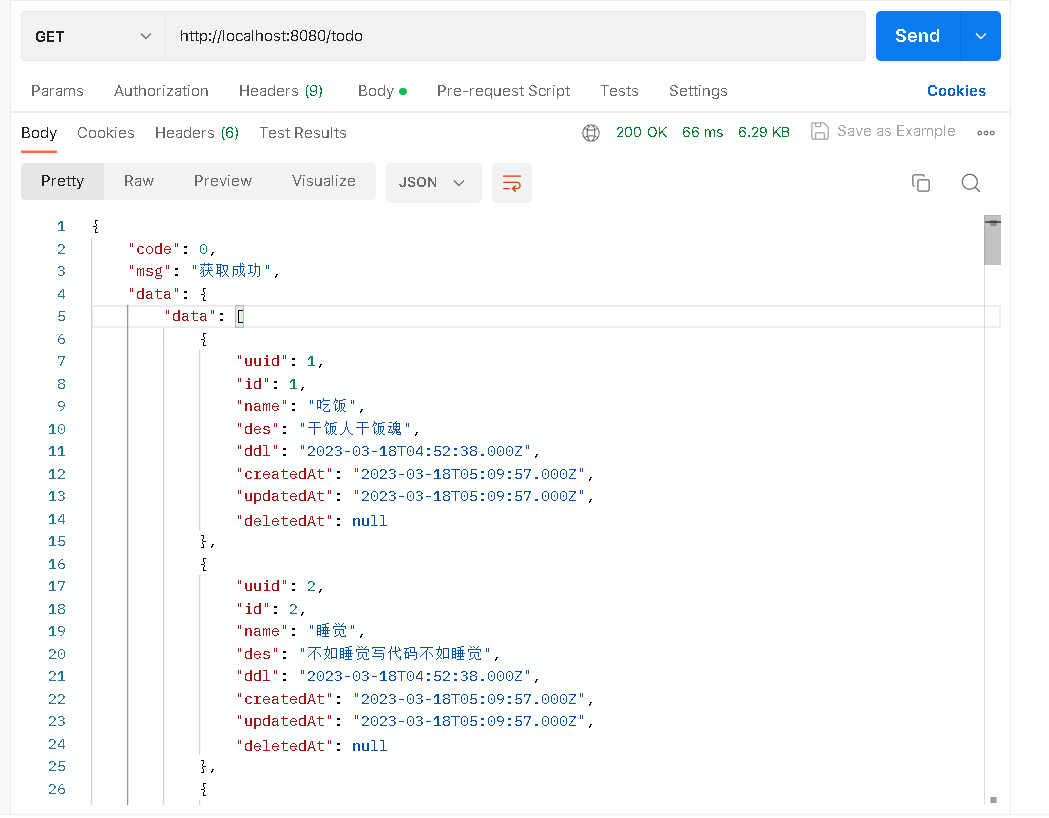 GET http://localhost:8080/todo Send
Params Authorization Headers (9) Body Pre-request Script Tests Settings Cookies
Body Cookies Headers (6) Test Results 200 OK 66 ms 6.29 KB Save as Example
Pretty Raw Preview Visualize JSON
1 {
2 "code": 0,
3 "msg": "获取成功",
4 "data": {
5 "data": [
6 {
7 "uuid": 1,
8 "id": 1,
9 "name": "吃饭",
10 "des": "干饭人干饭魂",
11 "ddl": "2023-03-18T04:52:38.000Z",
12 "createdAt": "2023-03-18T05:09:57.000Z",
13 "updatedAt": "2023-03-18T05:09:57.000Z",
14 "deletedAt": null
15 },
16 {
17 "uuid": 2,
18 "id": 2,
19 "name": "睡觉",
20 "des": "不如睡觉写代码不如睡觉",
21 "ddl": "2023-03-18T04:52:38.000Z",
22 "createdAt": "2023-03-18T05:09:57.000Z",
23 "updatedAt": "2023-03-18T05:09:57.000Z",
24 "deletedAt": null
25 },
26 {